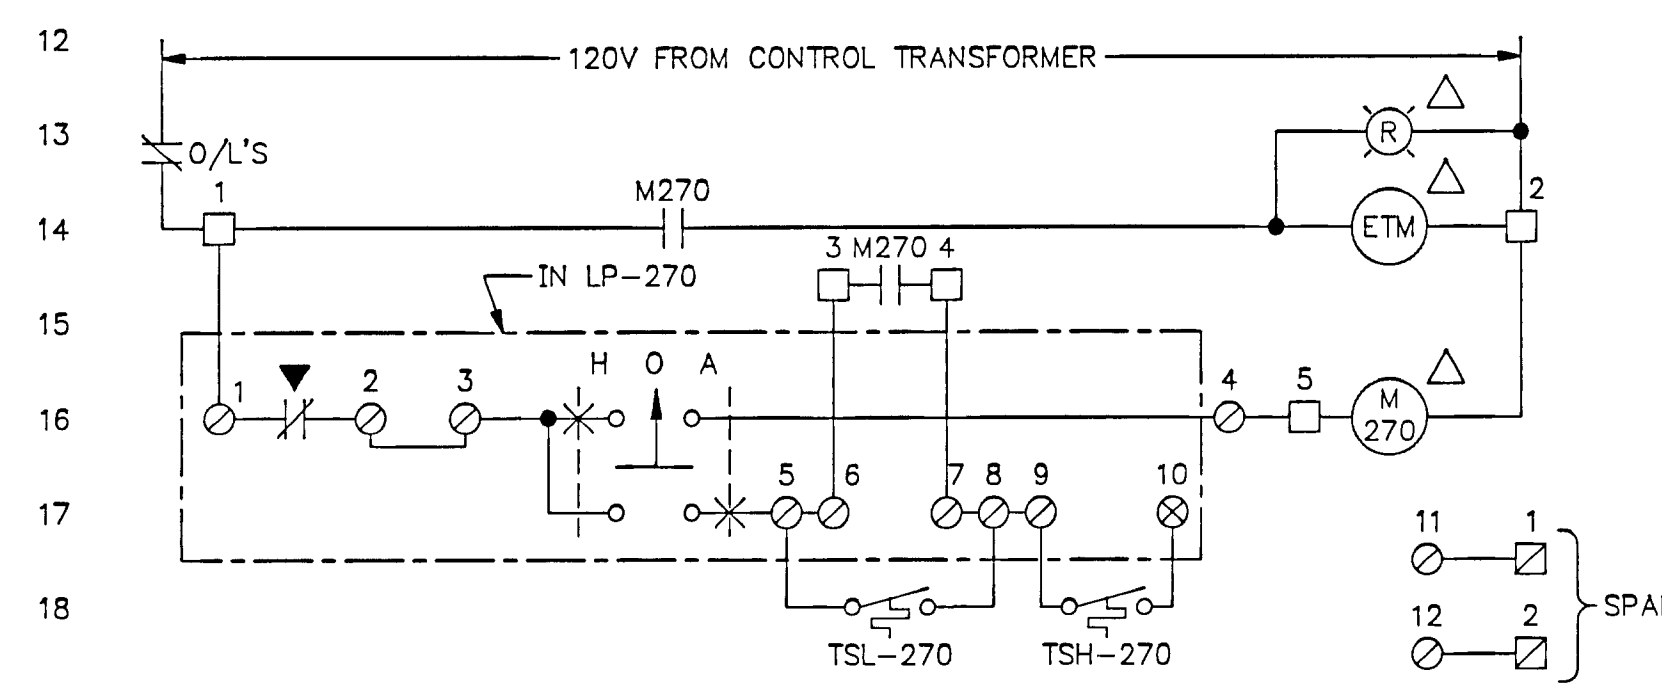 12
120V FROM CONTROL TRANSFORMER
13
O/L'S
R
1
M270
2
14
ETM
3 M270 4
IN LP-270
15
H O A
1 2 3
4 5
M
270
16
5 6 7 8 9 10
17
11 1
18
TSL-270 TSH-270
12 2